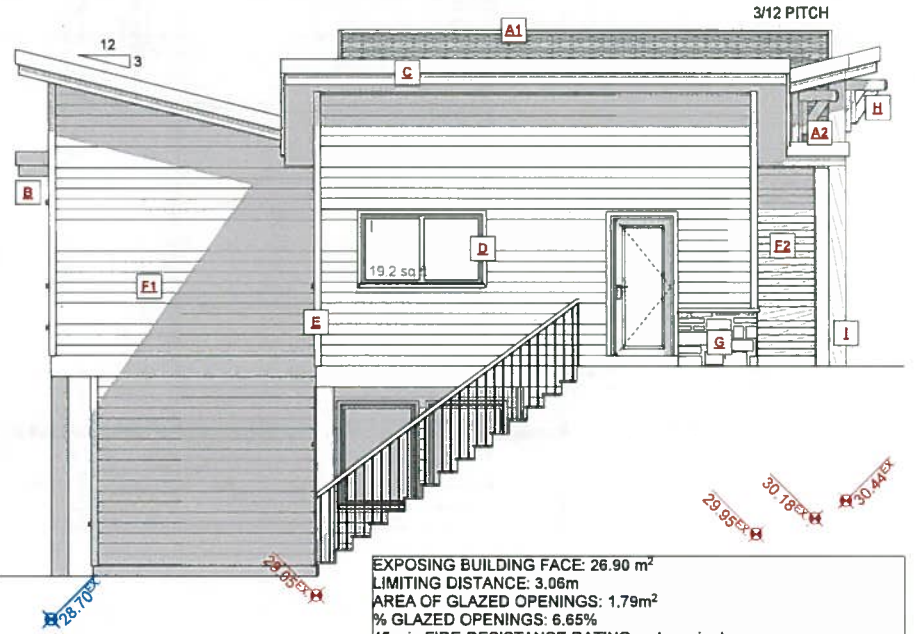 3/12 PITCH
A1
12
3
C
H
A2
B
D
19.2 sq
F2
F1
E
G
I
29.95EX
30.18EX
30.44EX
28.70EX
EXPOSING BUILDING FACE: 26.90 m²
LIMITING DISTANCE: 3.06m
AREA OF GLAZED OPENINGS: 1.79m²
% GLAZED OPENINGS: 6.65%